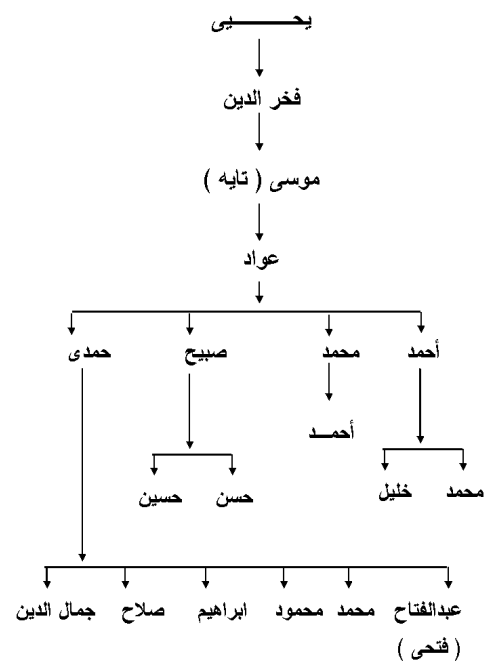 يحـــــــيى
فخر الدين
موسى ( تايه )
عواد
أحمد محمد صبيح حمدى
أحمـــد
محمد خليل حسن حسين
عبدالفتاح محمد محمود ابراهيم صلاح جمال الدين
( فتحى )